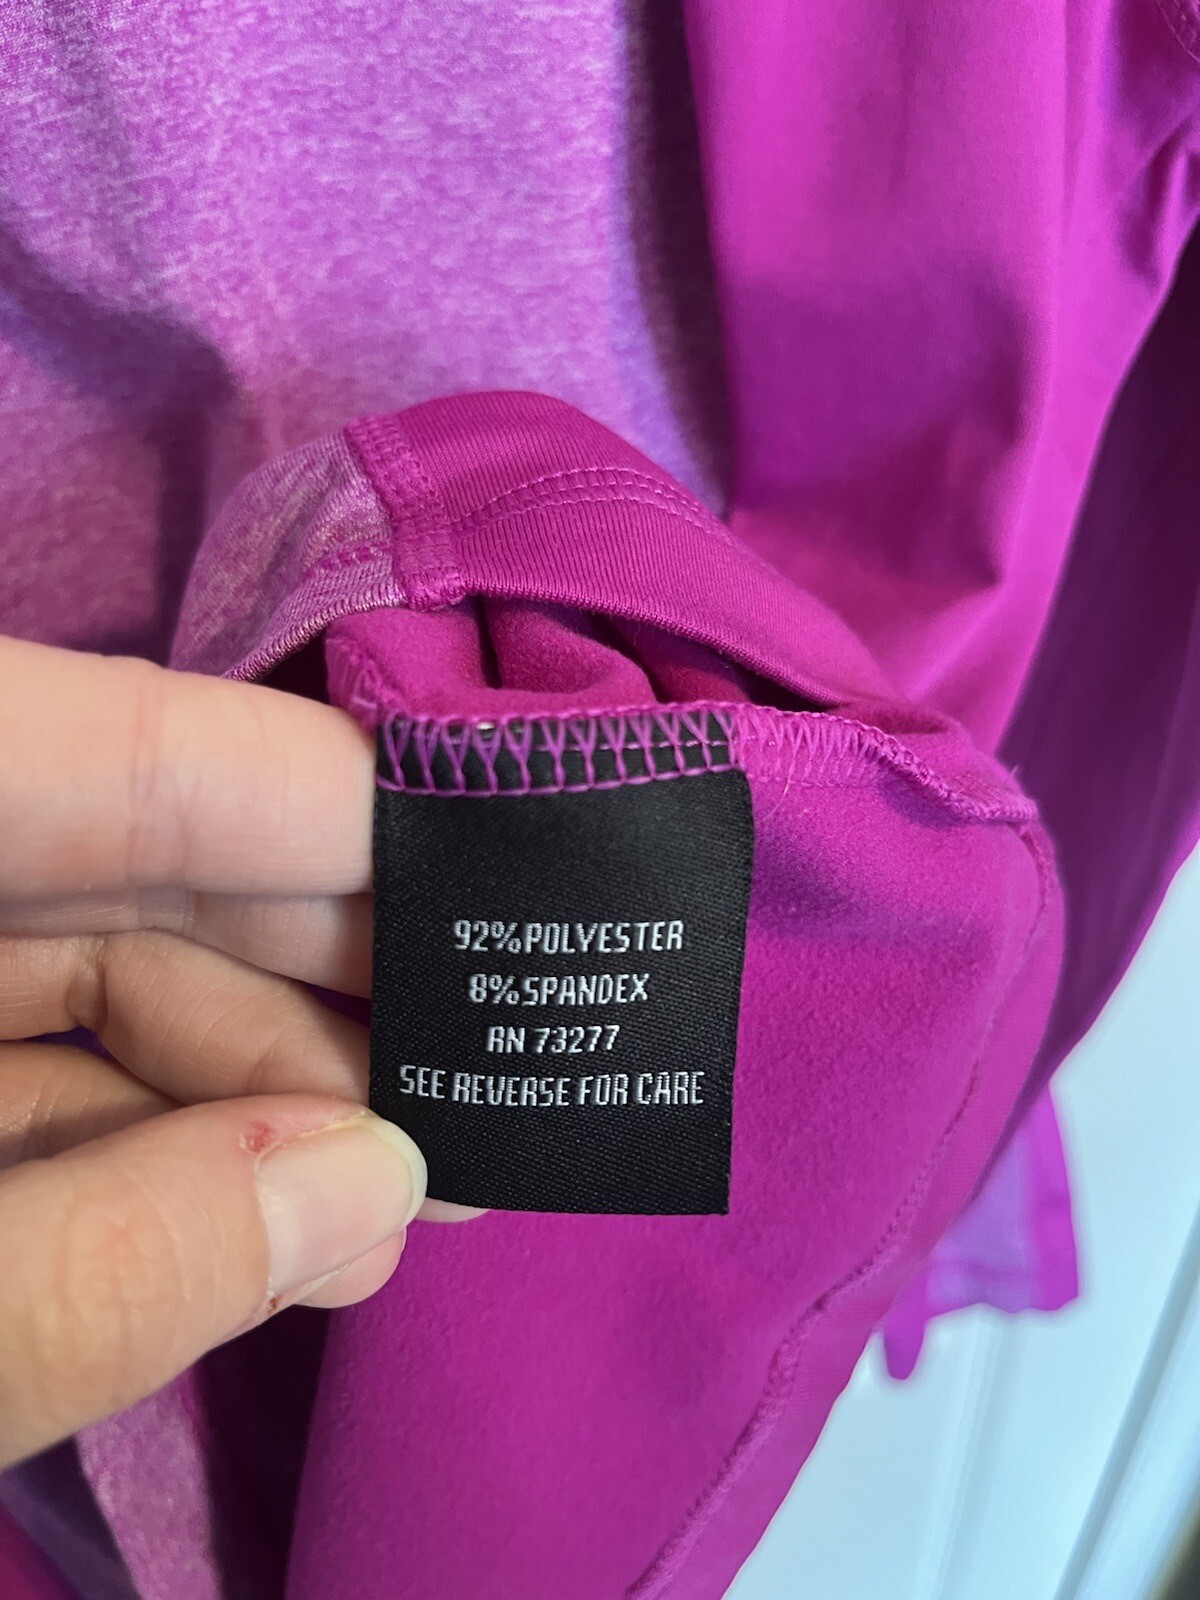 92%POLYESTER
8%SPANDEX
RN 73277
SEE REVERSE FOR CARE